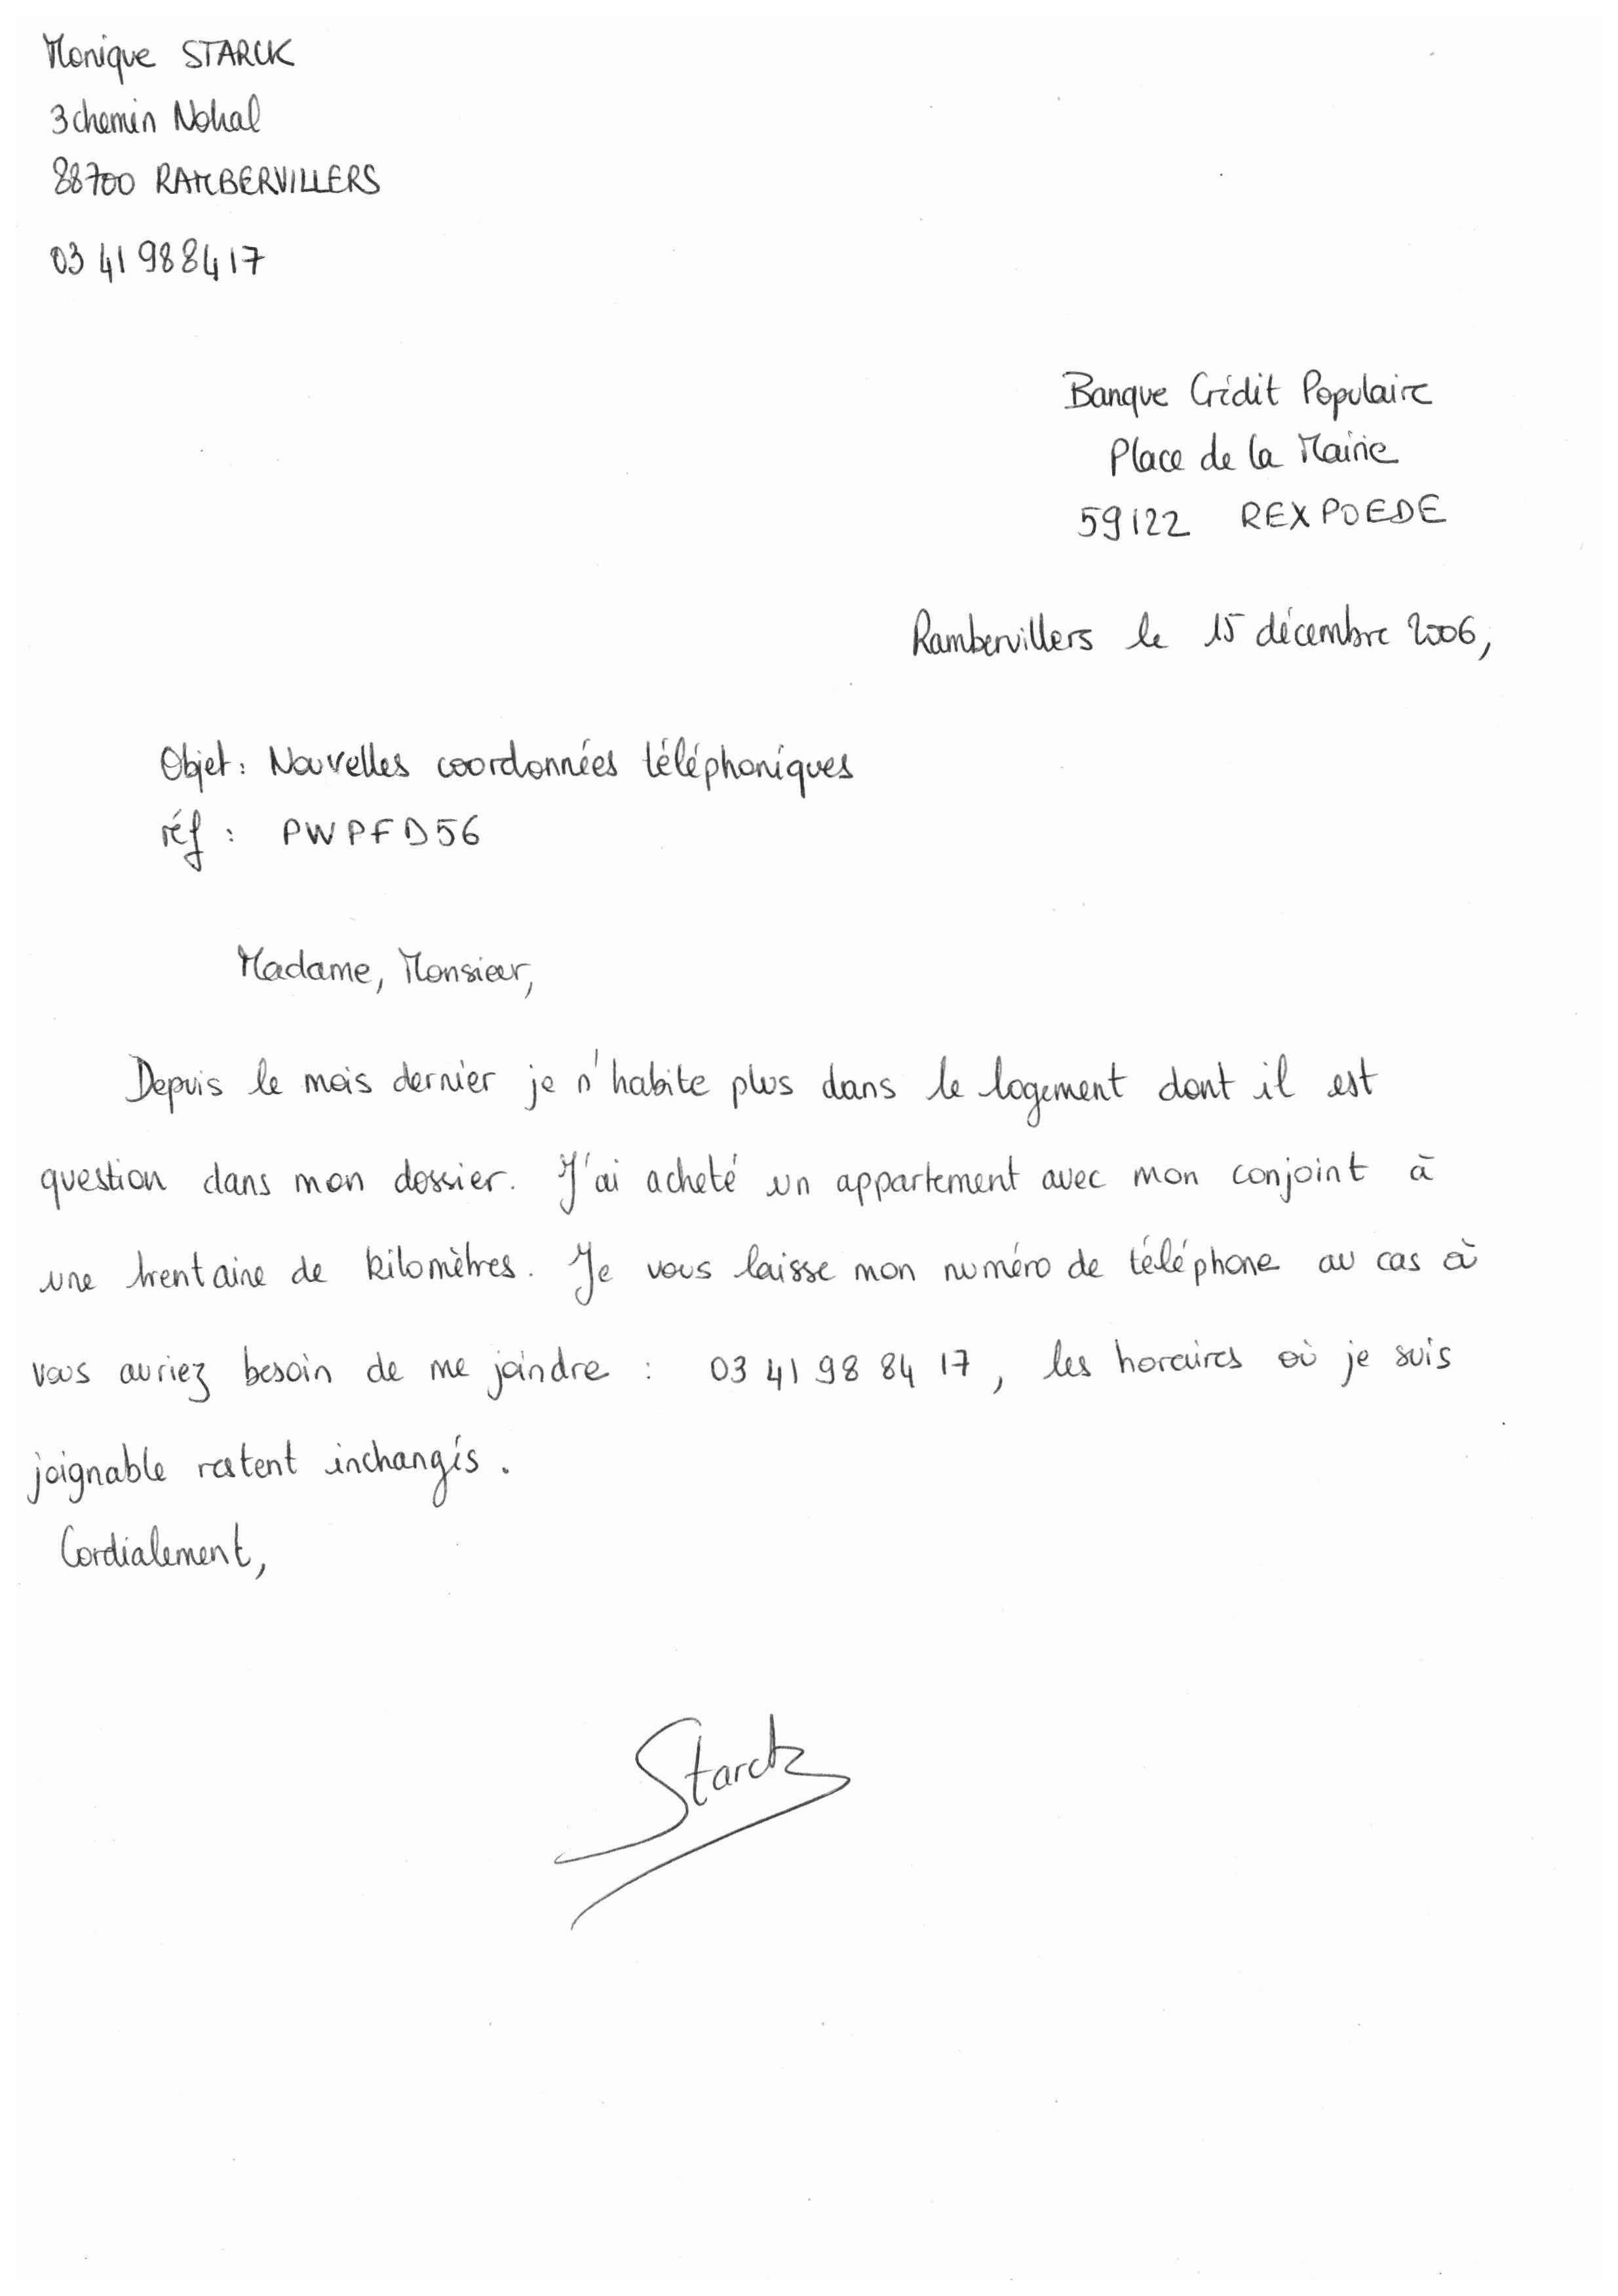 Monique STARCK
3 chemin Nohal
88700 RAMBERVILLERS
03 41 98 84 17
Banque Crédit Populaire
Place de la Mairie
59122 REXPOEDE
Rambervillers le 15 décembre 2006,
Objet : Nouvelles coordonnées téléphoniques
réf : PWPFD56
Madame, Monsieur,
Depuis le mois dernier je n'habite plus dans le logement dont il est
question dans mon dossier. J'ai acheté un appartement avec mon conjoint à
une trentaine de kilomètres. Je vous laisse mon numéro de téléphone au cas où
vous auriez besoin de me joindre : 03 41 98 84 17, les horaires où je suis
joignable restent inchangés.
Cordialement,
Starck